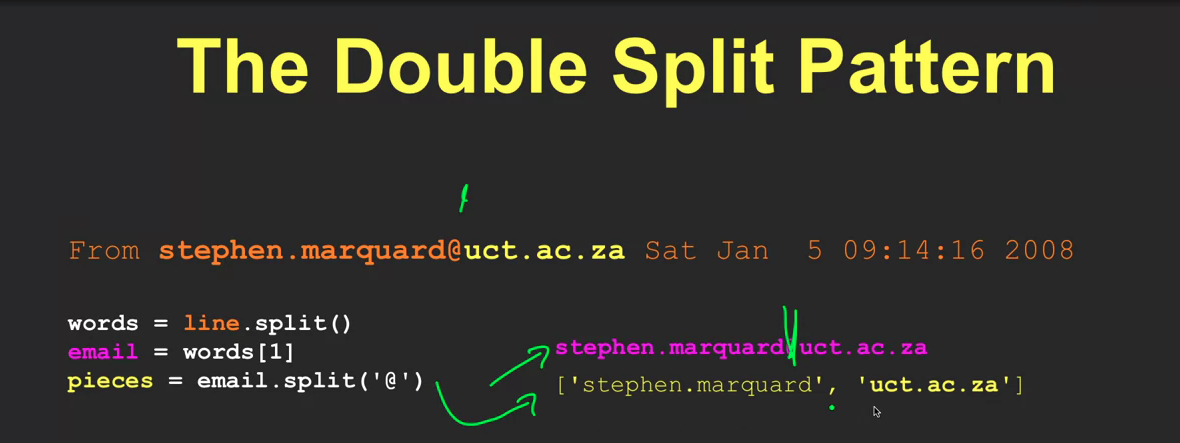 The Double Split Pattern
From stephen.marquard@uct.ac.za Sat Jan  5 09:14:16 2008
words = line.split()
email = words[1]
pieces = email.split('@')
stephen.marquard uct.ac.za
['stephen.marquard', 'uct.ac.za']